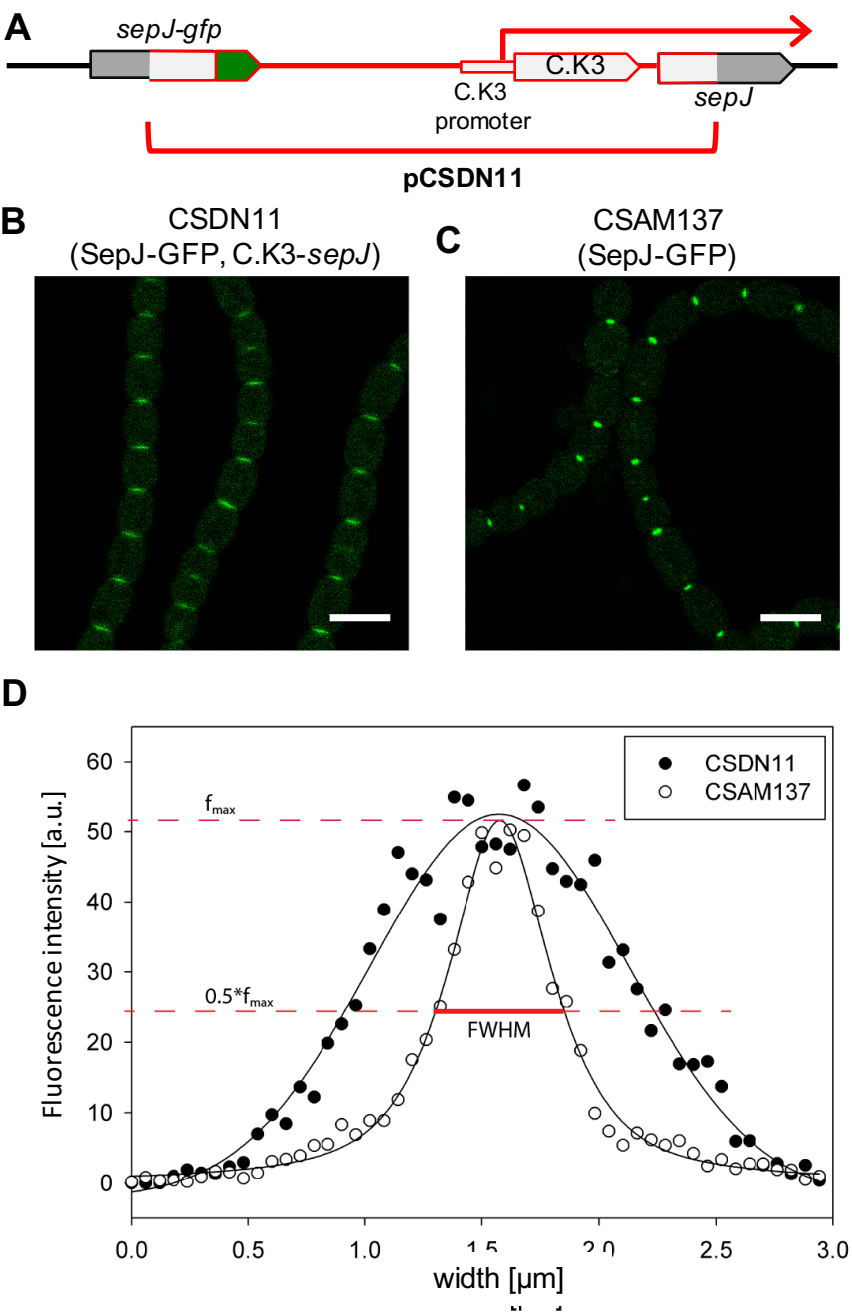 A
sepJ-gfp
C.K3
C.K3
promoter
sepJ
pCSDN11
B
CSDN11
(SepJ-GFP, C.K3-sepJ)
C
CSAM137
(SepJ-GFP)
D
Fluorescence intensity [a.u.]
60
50
40
30
20
10
0
fmax
0.5*fmax
FWHM
CSDN11
CSAM137
0.0 0.5 1.0 1.5 2.0 2.5 3.0
width [µm]